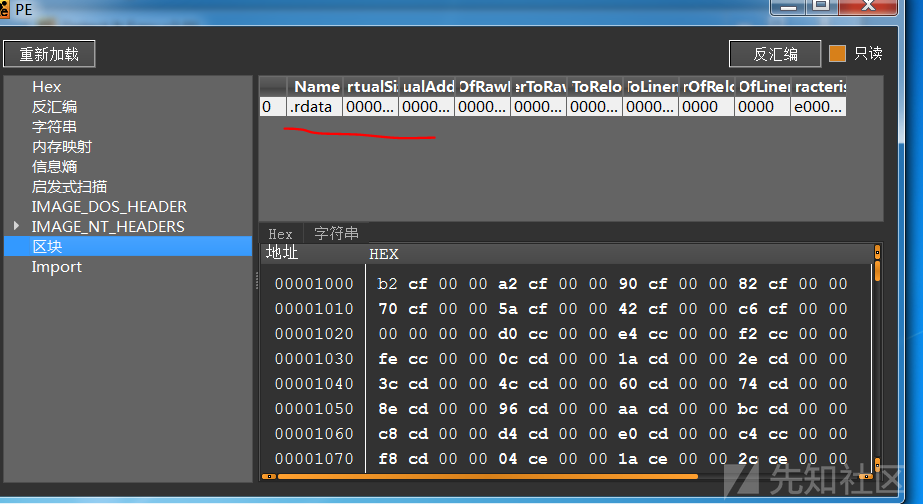 PE
重新加载 反汇编 只读
Hex
反汇编
字符串
内存映射
信息熵
启发式扫描
IMAGE_DOS_HEADER
IMAGE_NT_HEADERS
区块
Import
Name rtualSi ualAdd OfRawI erToRaw ToRelo ToLiner rOfRelo OfLiner racteris
0 .rdata 0000... 0000... 0000... 0000... 0000... 0000... 0000 0000 e000...
Hex 字符串
地址 HEX
00001000 b2 cf 00 00 a2 cf 00 00 90 cf 00 00 82 cf 00 00
00001010 70 cf 00 00 5a cf 00 00 42 cf 00 00 c6 cf 00 00
00001020 00 00 00 00 d0 cc 00 00 e4 cc 00 00 f2 cc 00 00
00001030 fe cc 00 00 0c cd 00 00 1a cd 00 00 2e cd 00 00
00001040 3c cd 00 00 4c cd 00 00 60 cd 00 00 74 cd 00 00
00001050 8e cd 00 00 96 cd 00 00 aa cd 00 00 bc cd 00 00
00001060 c8 cd 00 00 d4 cd 00 00 e0 cd 00 00 c4 cc 00 00
00001070 f8 cd 00 00 04 ce 00 00 1a ce 00 00 2c ce 00 00
先知社区